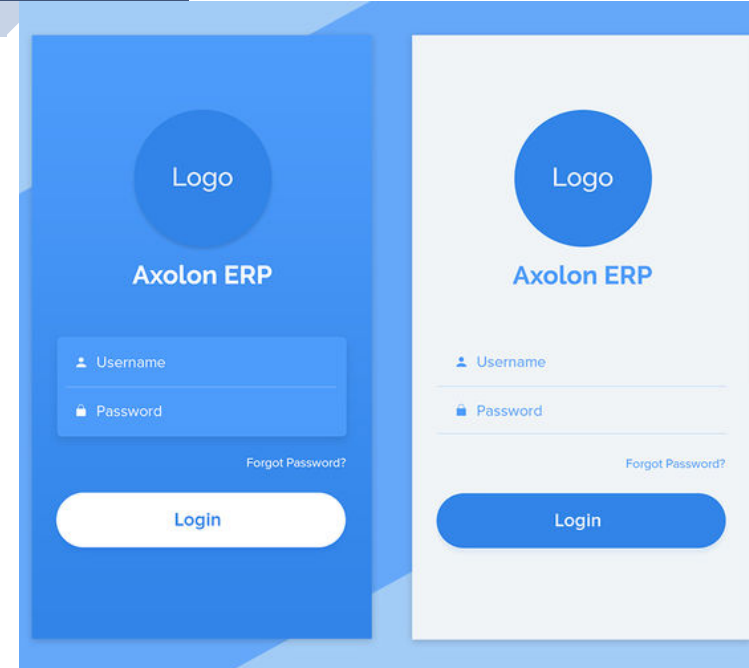 Logo
Axolon ERP
Username
Password
Forgot Password?
Login
Logo
Axolon ERP
Username
Password
Forgot Password?
Login